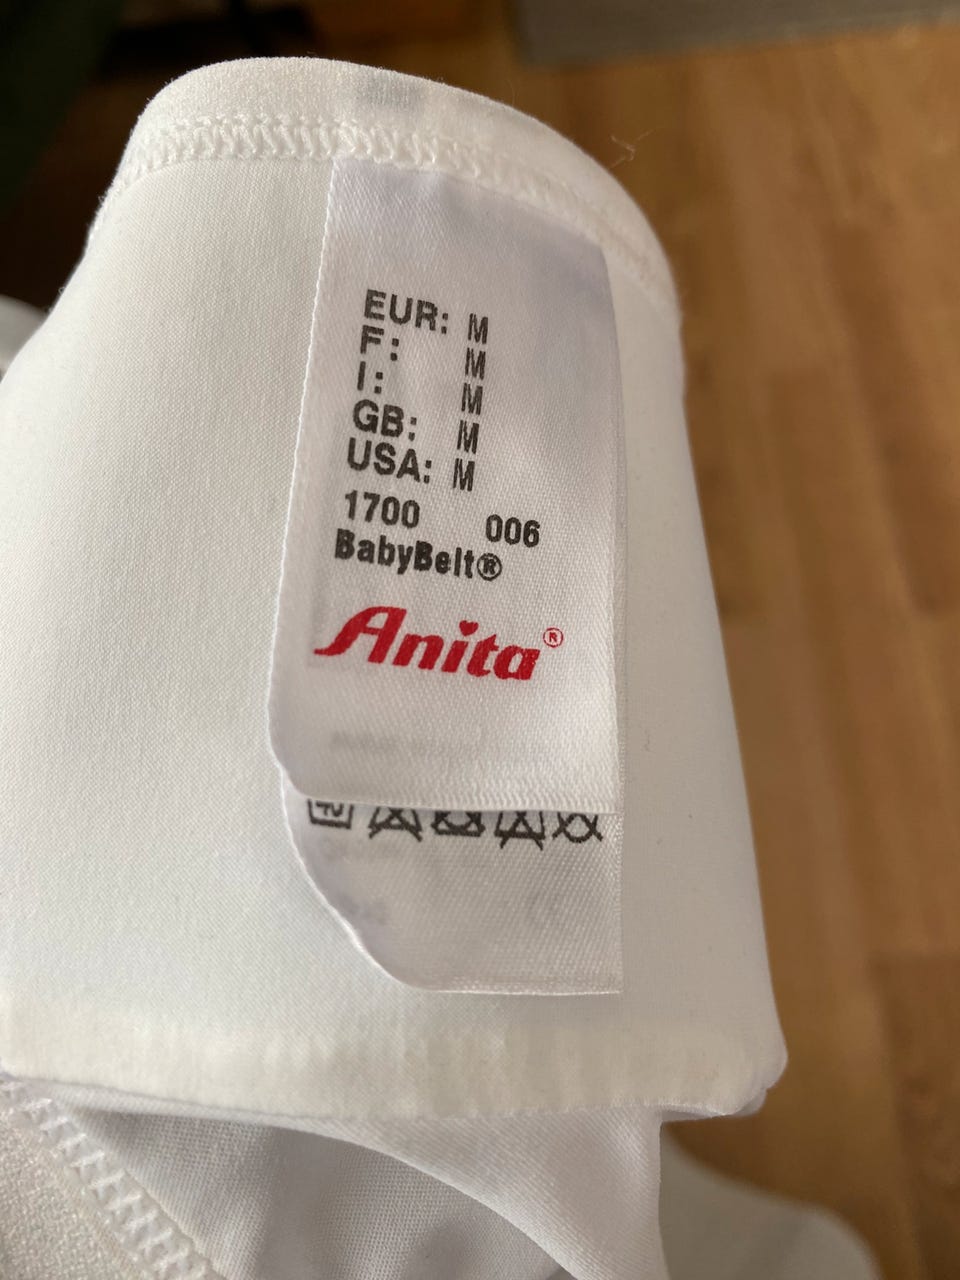 EUR: M
F: M
I: M
GB: M
USA: M
1700 006
BabyBelt®
Anita®